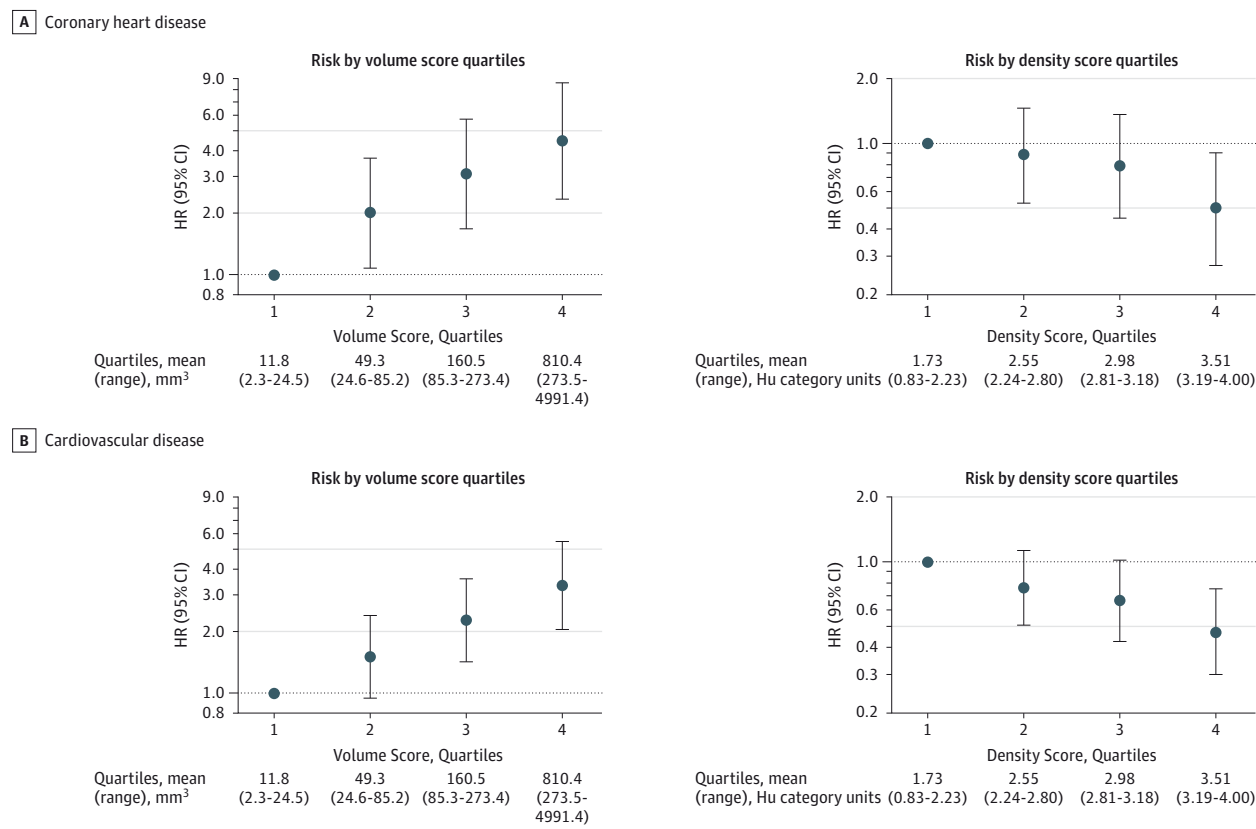 A Coronary heart disease
Risk by volume score quartiles
HR (95% CI)
9.0
6.0
4.0
3.0
2.0
1.0
0.8
1 2 3 4
Volume Score, Quartiles
Quartiles, mean 11.8 49.3 160.5 810.4
(range), mm³ (2.3-24.5) (24.6-85.2) (85.3-273.4) (273.5-
4991.4)
Risk by density score quartiles
HR (95% CI)
2.0
1.0
0.6
0.4
0.3
0.2
1 2 3 4
Density Score, Quartiles
Quartiles, mean 1.73 2.55 2.98 3.51
(range), Hu category units (0.83-2.23) (2.24-2.80) (2.81-3.18) (3.19-4.00)
B Cardiovascular disease
Risk by volume score quartiles
HR (95% CI)
9.0
6.0
4.0
3.0
2.0
1.0
0.8
1 2 3 4
Volume Score, Quartiles
Quartiles, mean 11.8 49.3 160.5 810.4
(range), mm³ (2.3-24.5) (24.6-85.2) (85.3-273.4) (273.5-
4991.4)
Risk by density score quartiles
HR (95% CI)
2.0
1.0
0.6
0.4
0.3
0.2
1 2 3 4
Density Score, Quartiles
Quartiles, mean 1.73 2.55 2.98 3.51
(range), Hu category units (0.83-2.23) (2.24-2.80) (2.81-3.18) (3.19-4.00)